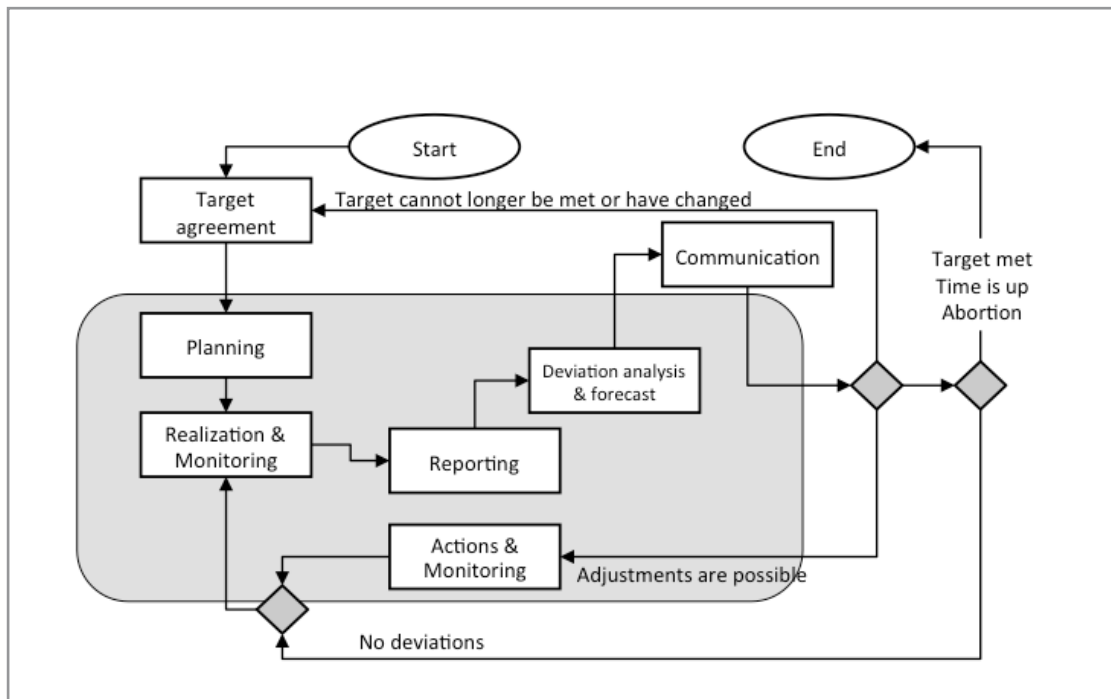 Start
End
Target
agreement
Target cannot longer be met or have changed
Communication
Target met
Time is up
Abortion
Planning
Deviation analysis
& forecast
Realization &
Monitoring
Reporting
Actions &
Monitoring
Adjustments are possible
No deviations